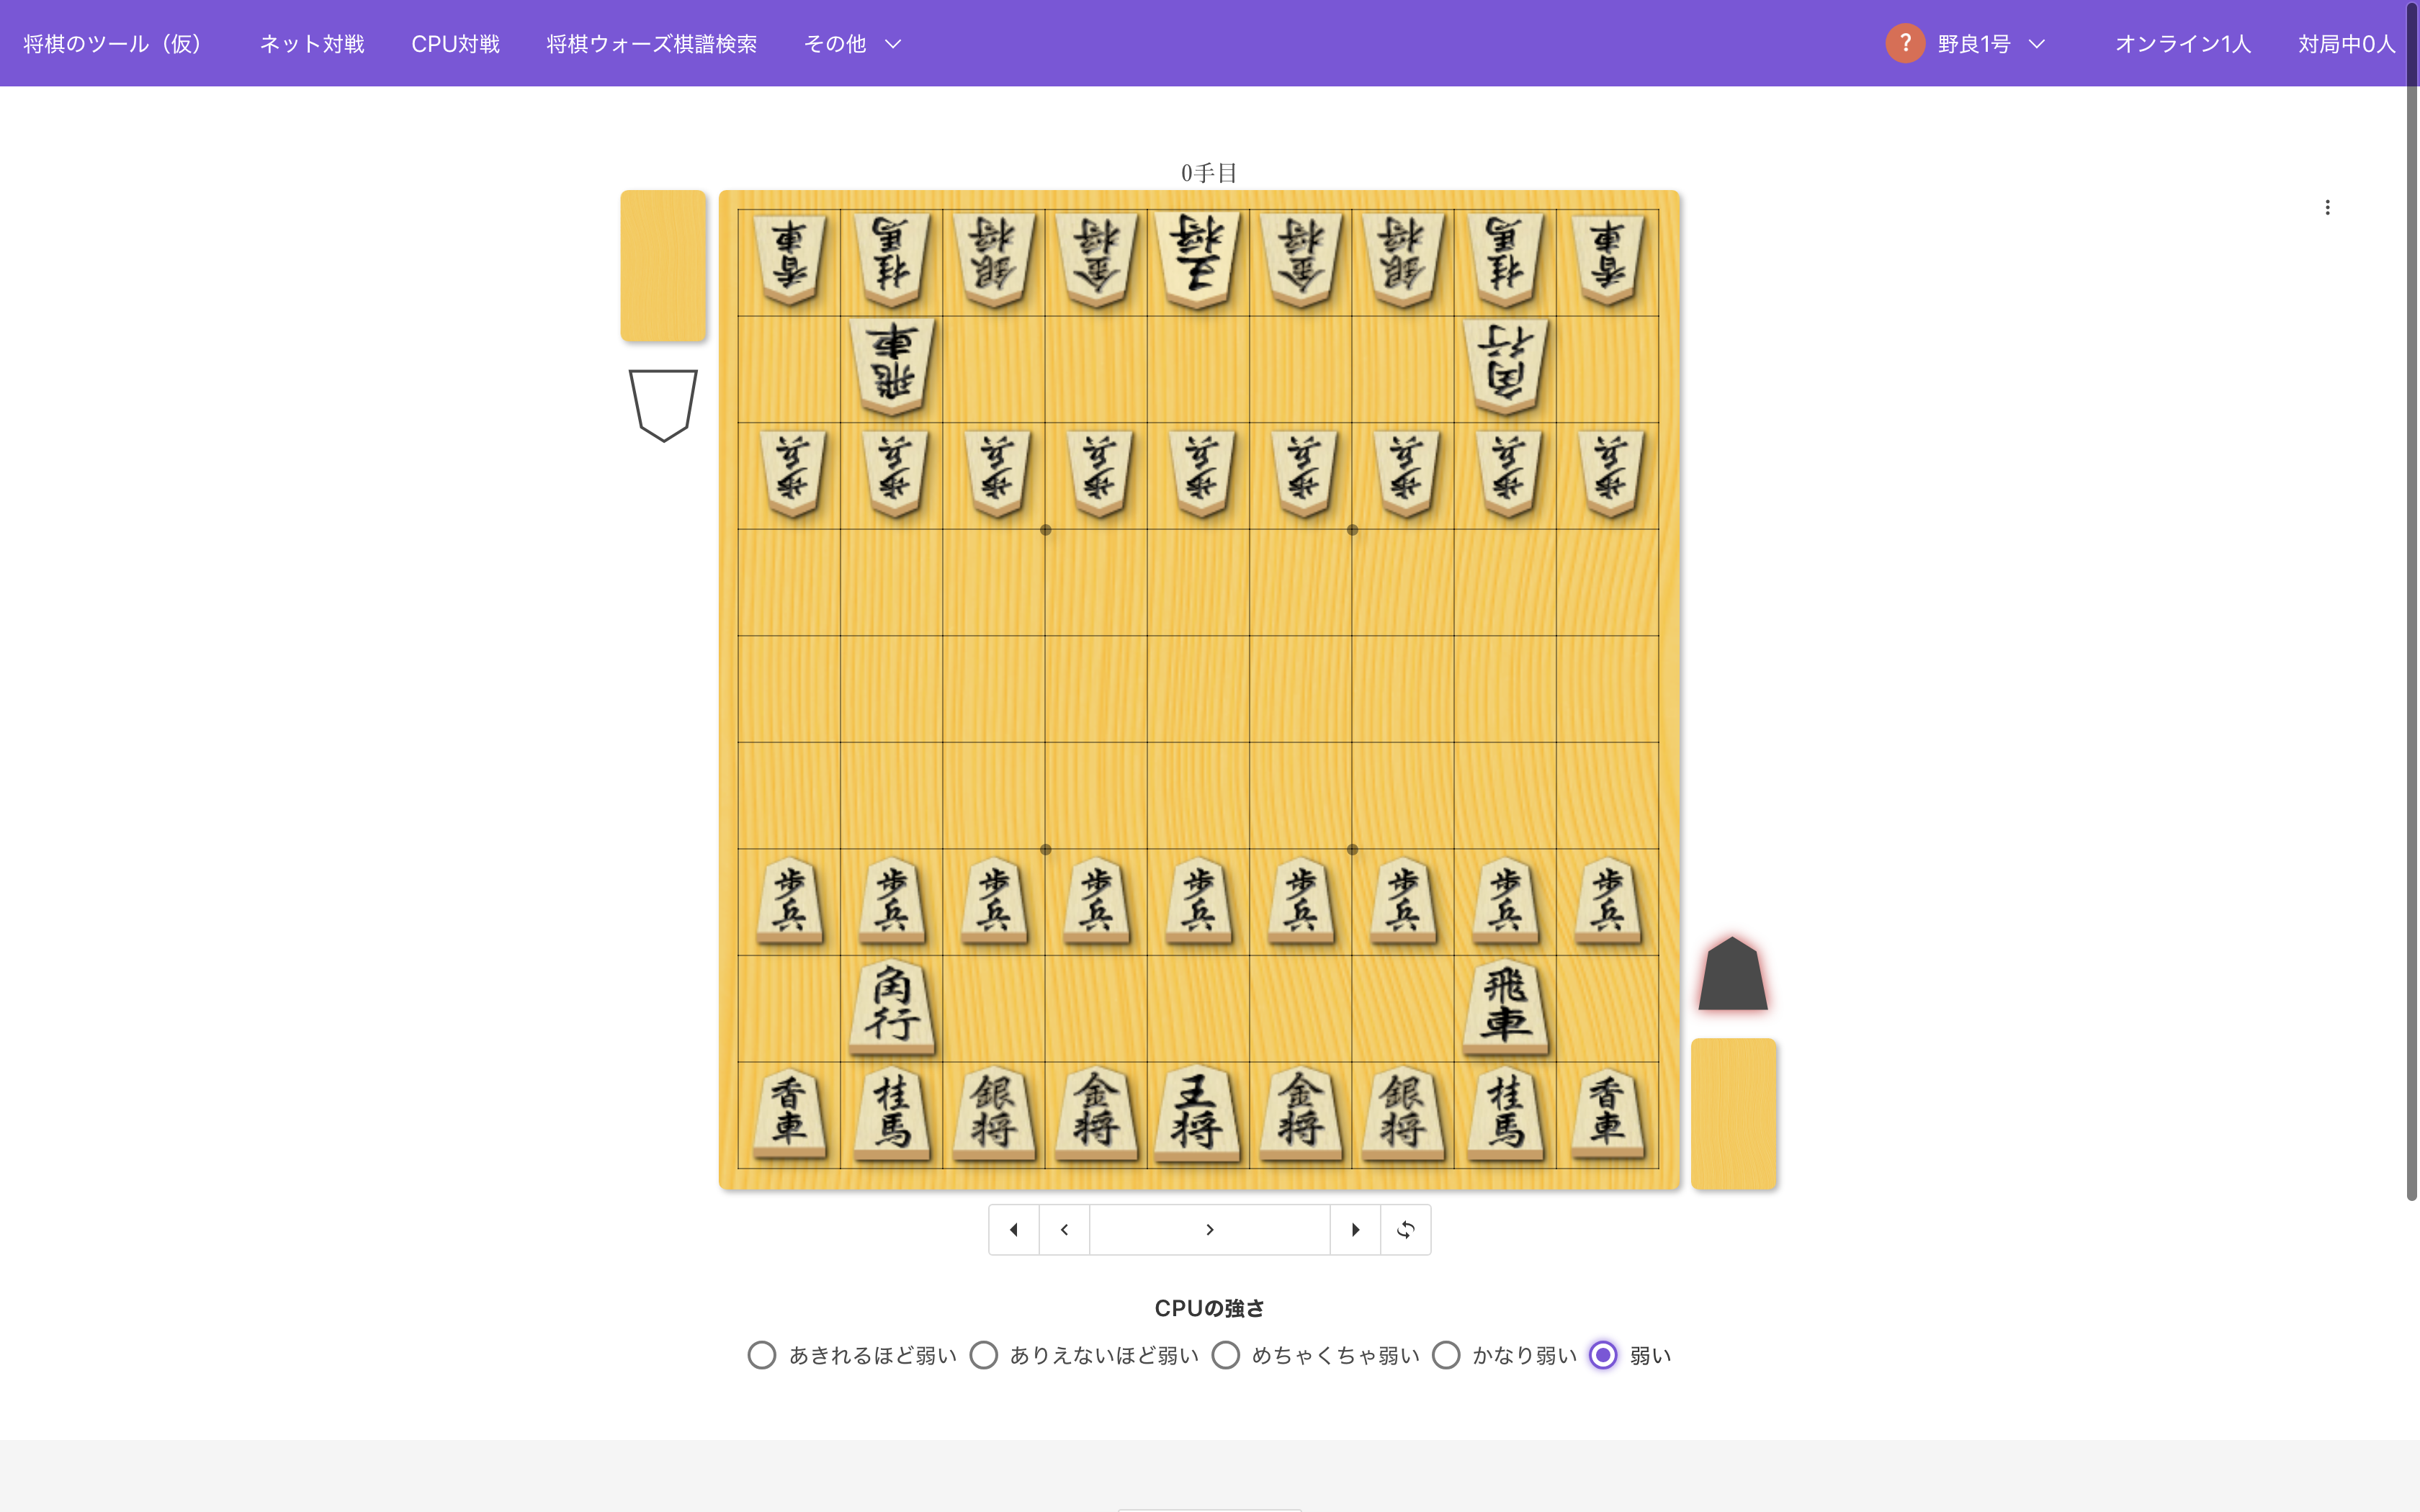 将棋のツール（仮） ネット対戦 CPU対戦 将棋ウォーズ棋譜検索 その他 ? 野良1号 オンライン1人 対局中0人
0手目
香車 桂馬 銀将 金将 王将 金将 銀将 桂馬 香車
飛車 角行
歩兵 歩兵 歩兵 歩兵 歩兵 歩兵 歩兵 歩兵 歩兵
歩兵 歩兵 歩兵 歩兵 歩兵 歩兵 歩兵 歩兵 歩兵
角行 飛車
香車 桂馬 銀将 金将 王将 金将 銀将 桂馬 香車
CPUの強さ
あきれるほど弱い ありえないほど弱い めちゃくちゃ弱い かなり弱い 弱い